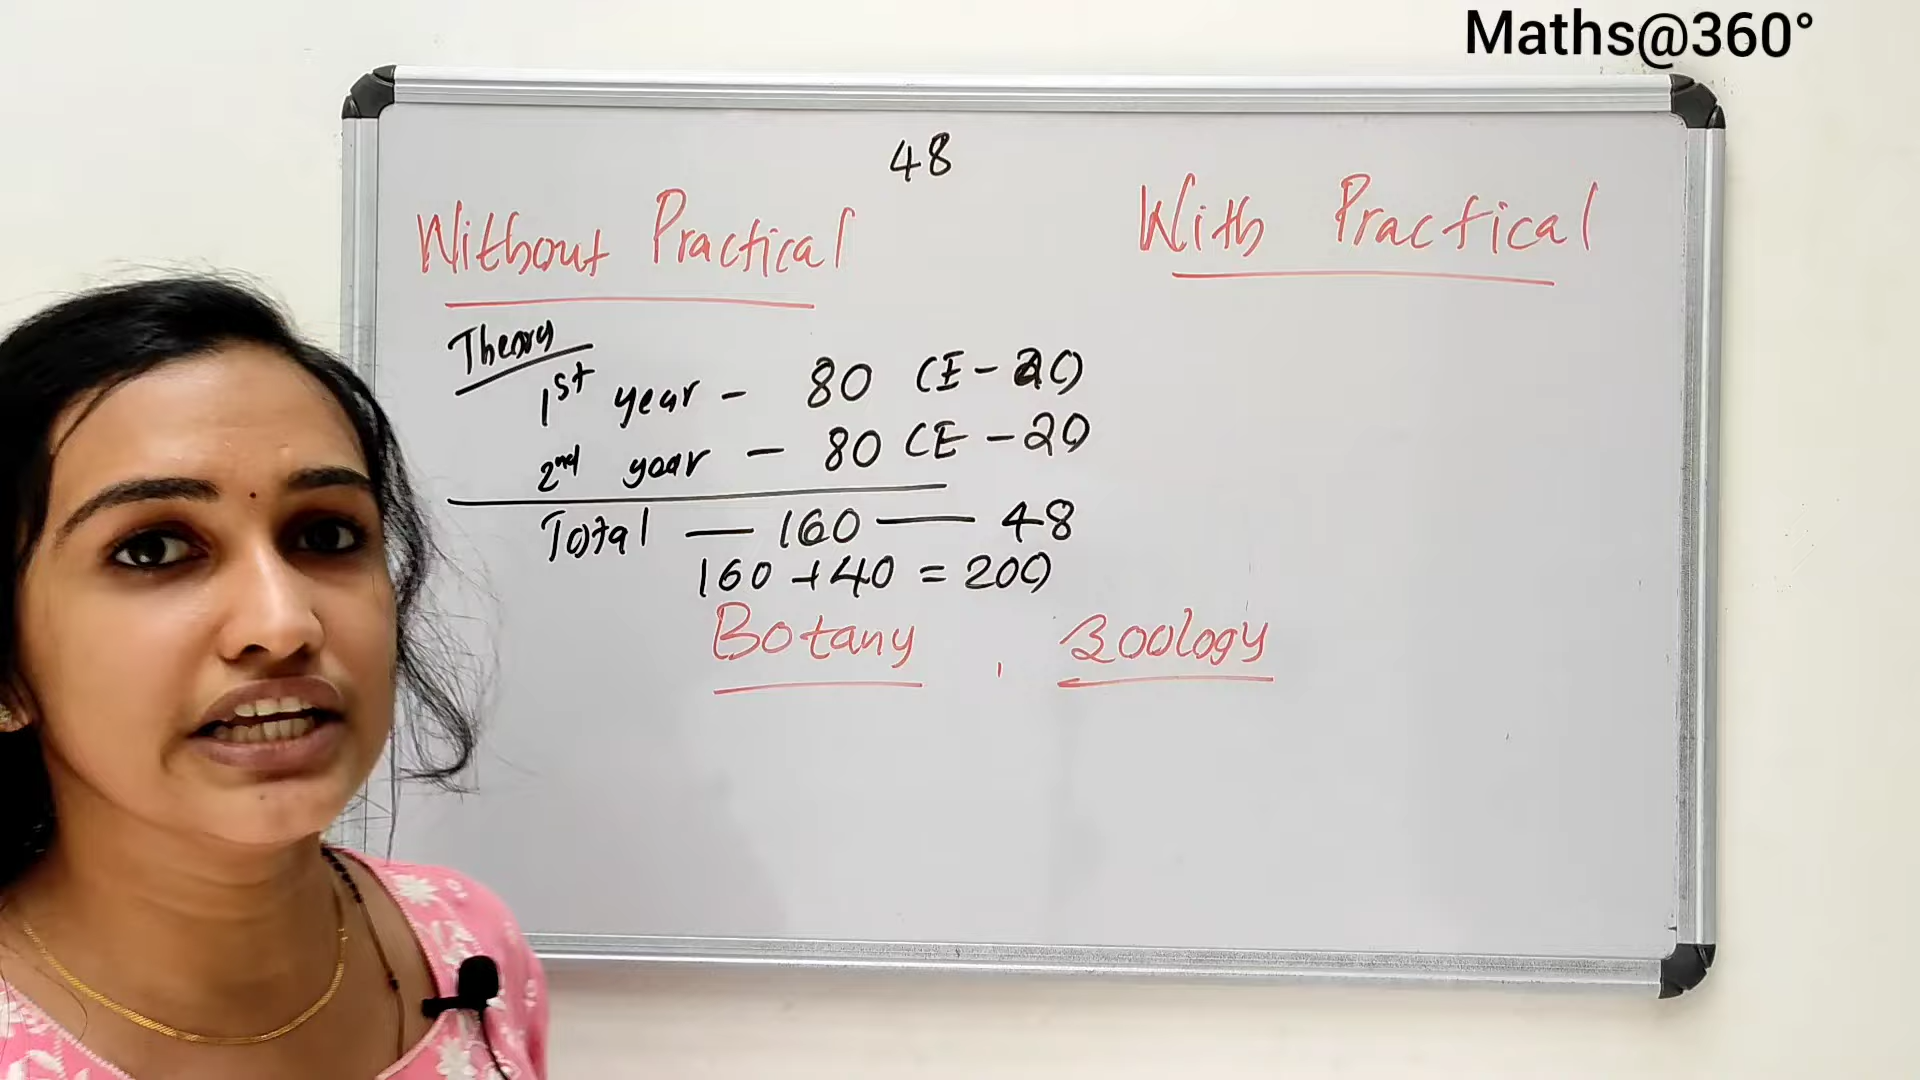 Maths@360°
48
Without Practical
With Practical
Theory
1st year - 80 CE - 20
2nd year - 80 CE - 20
Total — 160 — 48
160 + 40 = 200
Botany , Zoology